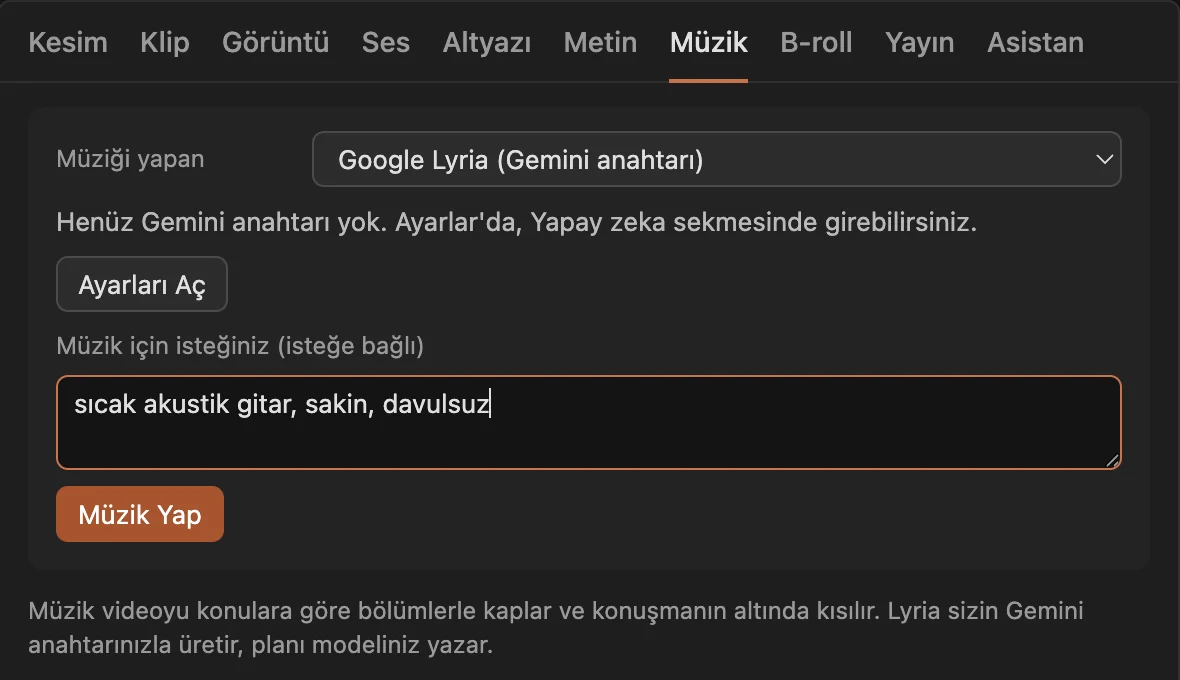 Kesim Klip Görüntü Ses Altyazı Metin Müzik B-roll Yayın Asistan
Müziği yapan Google Lyria (Gemini anahtarı)
Henüz Gemini anahtarı yok. Ayarlar'da, Yapay zeka sekmesinde girebilirsiniz.
Ayarları Aç
Müzik için isteğiniz (isteğe bağlı)
sıcak akustik gitar, sakin, davulsuz
Müzik Yap
Müzik videoyu konulara göre bölümlerle kaplar ve konuşmanın altında kısılır. Lyria sizin Gemini
anahtarınızla üretir, planı modeliniz yazar.